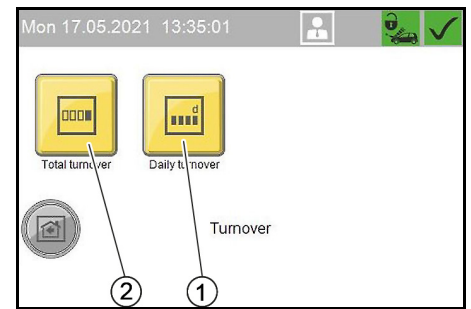 Mon 17.05.2021 13:35:01
d
Total turnover
Daily turnover
Turnover
2
1